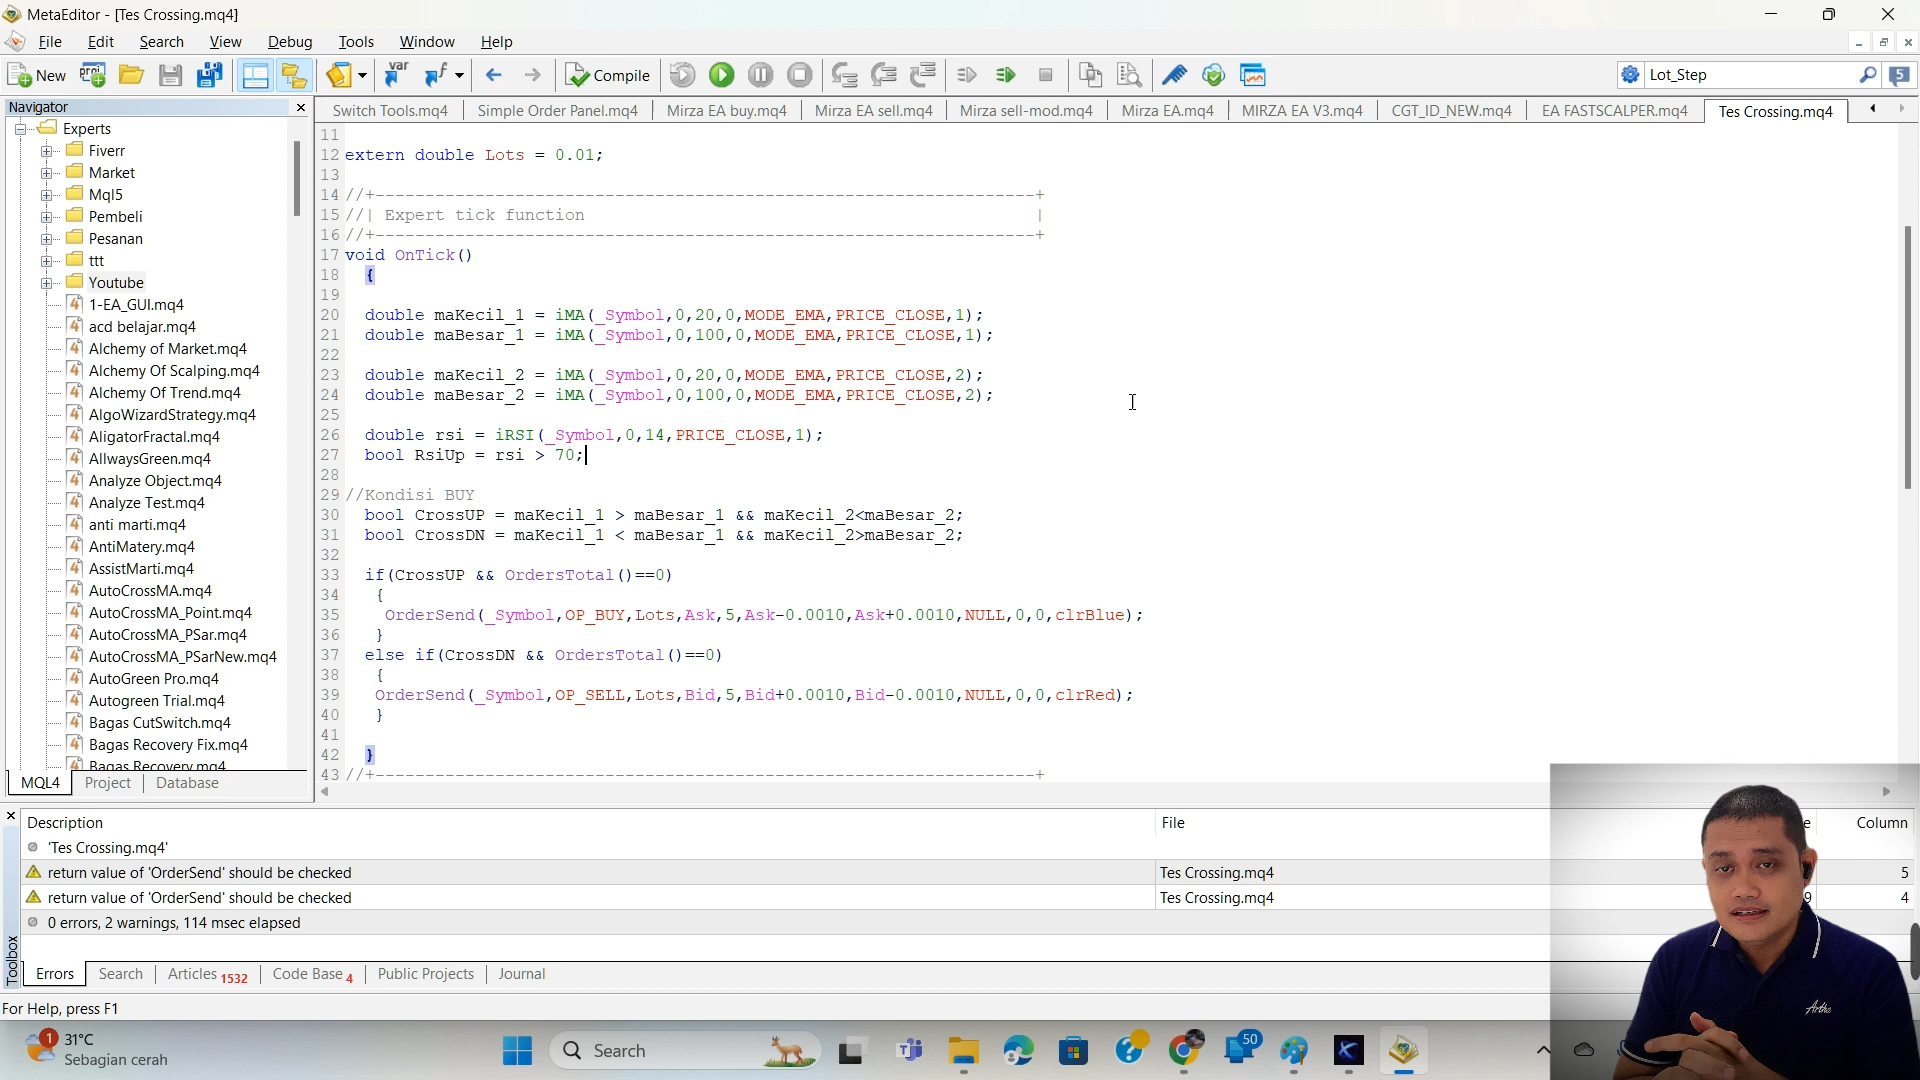 MetaEditor - [Tes Crossing.mq4]
File Edit Search View Debug Tools Window Help
New Compile Lot_Step 5
Navigator
Switch Tools.mq4 Simple Order Panel.mq4 Mirza EA buy.mq4 Mirza EA sell.mq4 Mirza sell-mod.mq4 Mirza EA.mq4 MIRZA EA V3.mq4 CGT_ID_NEW.mq4 EA FASTSCALPER.mq4 Tes Crossing.mq4
Experts
Fiverr
Market
Mql5
Pembeli
Pesanan
ttt
Youtube
1-EA_GUI.mq4
acd belajar.mq4
Alchemy of Market.mq4
Alchemy Of Scalping.mq4
Alchemy Of Trend.mq4
AlgoWizardStrategy.mq4
AligatorFractal.mq4
AllwaysGreen.mq4
Analyze Object.mq4
Analyze Test.mq4
anti marti.mq4
AntiMatery.mq4
AssistMarti.mq4
AutoCrossMA.mq4
AutoCrossMA_Point.mq4
AutoCrossMA_PSar.mq4
AutoCrossMA_PSarNew.mq4
AutoGreen Pro.mq4
Autogreen Trial.mq4
Bagas CutSwitch.mq4
Bagas Recovery Fix.mq4
Bagas Recovery.mq4
MQL4 Project Database
11
12 extern double Lots = 0.01;
13
14 //+------------------------------------------------------------------+
15 //| Expert tick function |
16 //+------------------------------------------------------------------+
17 void OnTick()
18 {
19
20 double maKecil_1 = iMA(_Symbol,0,20,0,MODE_EMA,PRICE_CLOSE,1);
21 double maBesar_1 = iMA(_Symbol,0,100,0,MODE_EMA,PRICE_CLOSE,1);
22
23 double maKecil_2 = iMA(_Symbol,0,20,0,MODE_EMA,PRICE_CLOSE,2);
24 double maBesar_2 = iMA(_Symbol,0,100,0,MODE_EMA,PRICE_CLOSE,2);
25
26 double rsi = iRSI(_Symbol,0,14,PRICE_CLOSE,1);
27 bool RsiUp = rsi > 70;
28
29 //Kondisi BUY
30 bool CrossUP = maKecil_1 > maBesar_1 && maKecil_2<maBesar_2;
31 bool CrossDN = maKecil_1 < maBesar_1 && maKecil_2>maBesar_2;
32
33 if(CrossUP && OrdersTotal()==0)
34 {
35 OrderSend(_Symbol,OP_BUY,Lots,Ask,5,Ask-0.0010,Ask+0.0010,NULL,0,0,clrBlue);
36 }
37 else if(CrossDN && OrdersTotal()==0)
38 {
39 OrderSend(_Symbol,OP_SELL,Lots,Bid,5,Bid+0.0010,Bid-0.0010,NULL,0,0,clrRed);
40 }
41
42 }
43 //+------------------------------------------------------------------+
Description File Column
'Tes Crossing.mq4'
return value of 'OrderSend' should be checked Tes Crossing.mq4 5
return value of 'OrderSend' should be checked Tes Crossing.mq4 9 4
0 errors, 2 warnings, 114 msec elapsed
Toolbox
Errors Search Articles 1532 Code Base 4 Public Projects Journal
For Help, press F1
Artha
1 31°C
Sebagian cerah
Search
50